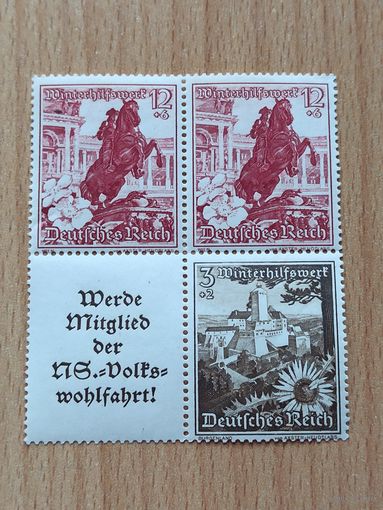 Winterhilfswerk 12
+6
Deutsches Reich
Winterhilfswerk 12
+6
Deutsches Reich
Werde
Mitglied
der
NS.=Volks=
wohlfahrt!
3 Winterhilfswerk
+2
Deutsches Reich